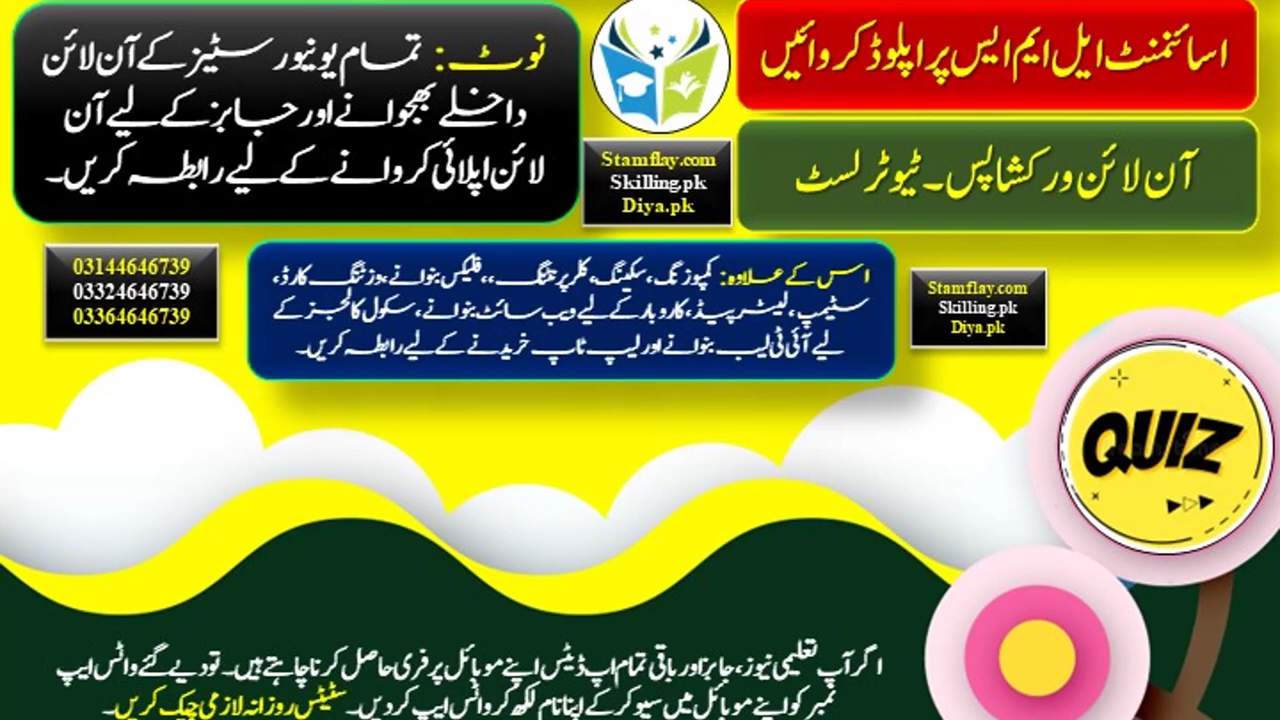 اسائنمنٹ ایل ایم ایس پر اپلوڈ کروائیں
آن لائن ورکشاپس۔ ٹیوٹر لسٹ
نوٹ: تمام یونیورسٹیز کے آن لائن
داخلے بھجوانے اور جابز کے لیے آن
لائن اپلائی کروانے کے لیے رابطہ کریں۔
Stamflay.com
Skilling.pk
Diya.pk
03144646739
03324646739
03364646739
اس کے علاوہ: کمپوزنگ، سکینگ، کلر پرنٹنگ،، فلیکس بنوانے، وزٹنگ کارڈ،
سٹیمپ، لیٹر پیڈ، کاروبار کے لیے ویب سائٹ بنوانے، سکول کالجز کے
لیے آئی ٹی لیب بنوانے اور لیپ ٹاپ خریدنے کے لیے رابطہ کریں۔
Stamflay.com
Skilling.pk
Diya.pk
QUIZ
اگر آپ تعلیمی نیوز، جابز اور باقی تمام اپ ڈیٹس اپنے موبائل پر فری حاصل کرنا چاہتے ہیں۔ تو دیے گئے واٹس ایپ
نمبر کو اپنے موبائل میں سیو کر کے اپنا نام لکھ کر واٹس ایپ کر دیں۔ سٹیٹس روزانہ لازمی چیک کریں۔